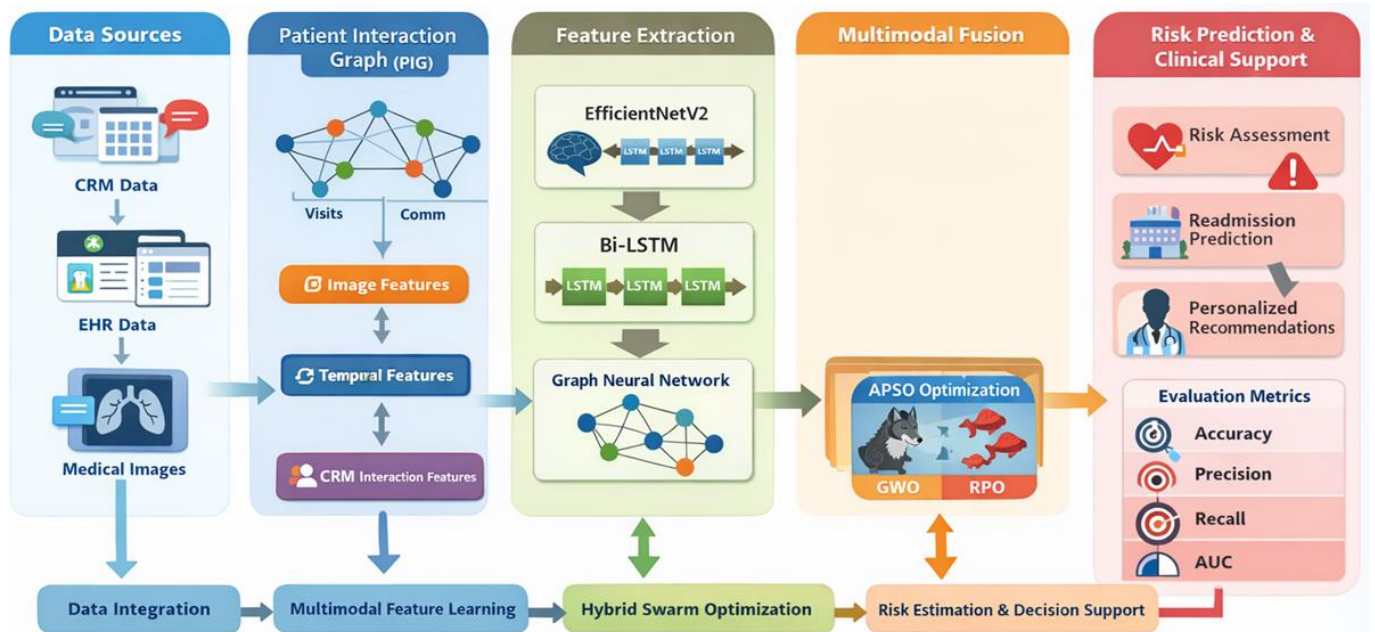 Data Sources
CRM Data
EHR Data
Medical Images
Patient Interaction
Graph (PIG)
Visits
Comm
Image Features
Tempural Features
CRM Interaction Features
Feature Extraction
EfficientNetV2
LSTM LSTM LSTM
Bi-LSTM
LSTM LSTM LSTM
Graph Neural Network
Multimodal Fusion
APSO Optimization
GWO
RPO
Risk Prediction &
Clinical Support
Risk Assessment
!
Readmission
Prediction
Personalized
Recommendations
Evaluation Metrics
Accuracy
Precision
Recall
AUC
Data Integration
Multimodal Feature Learning
Hybrid Swarm Optimization
Risk Estimation & Decision Support